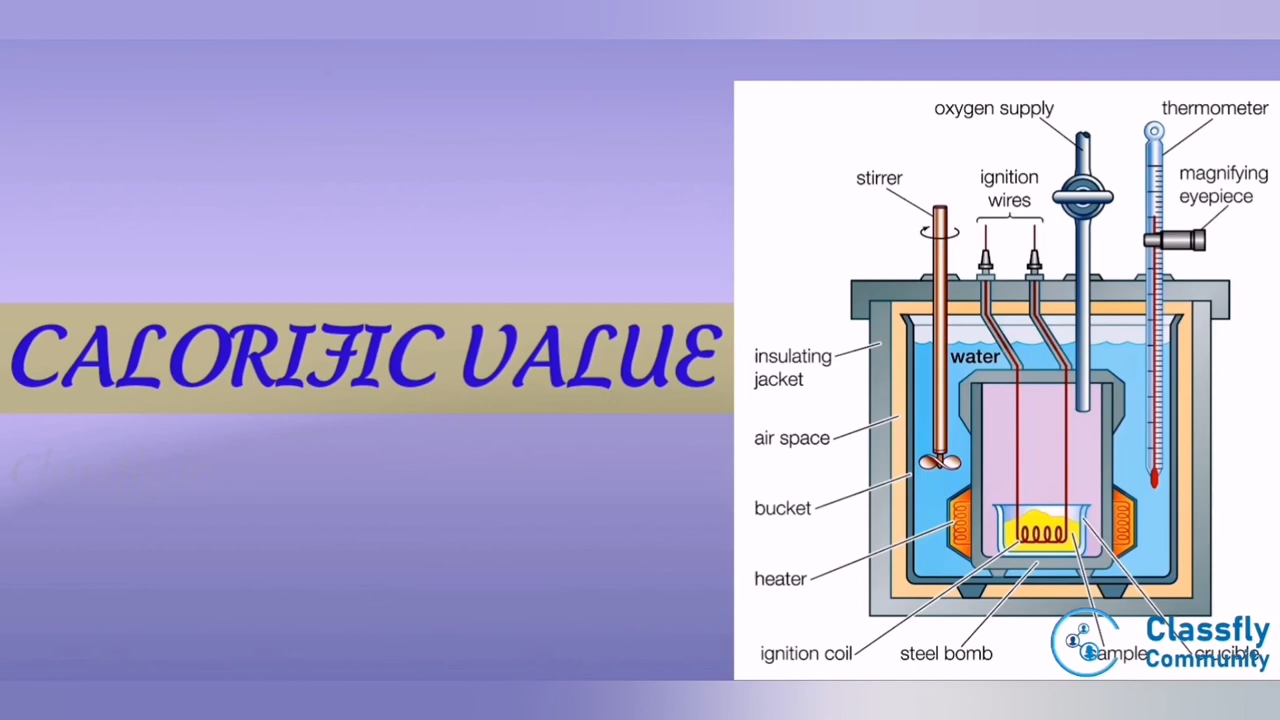 CALORIFIC VALUE
oxygen supply
thermometer
stirrer
ignition
wires
magnifying
eyepiece
insulating
jacket
water
air space
bucket
heater
ignition coil
steel bomb
sample
crucible
Classfly
Community